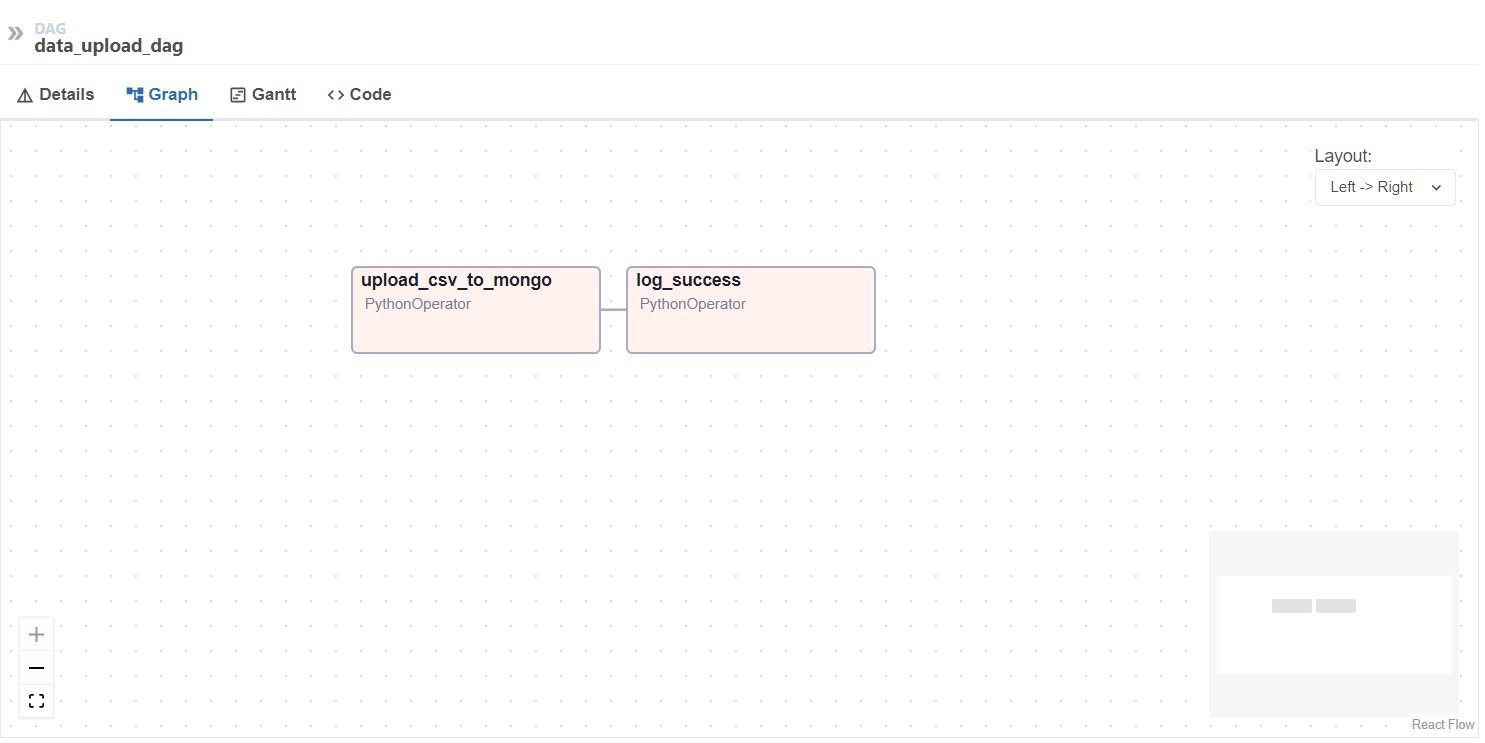 DAG
data_upload_dag
Details Graph Gantt Code
Layout:
Left -> Right
upload_csv_to_mongo log_success
PythonOperator PythonOperator
React Flow